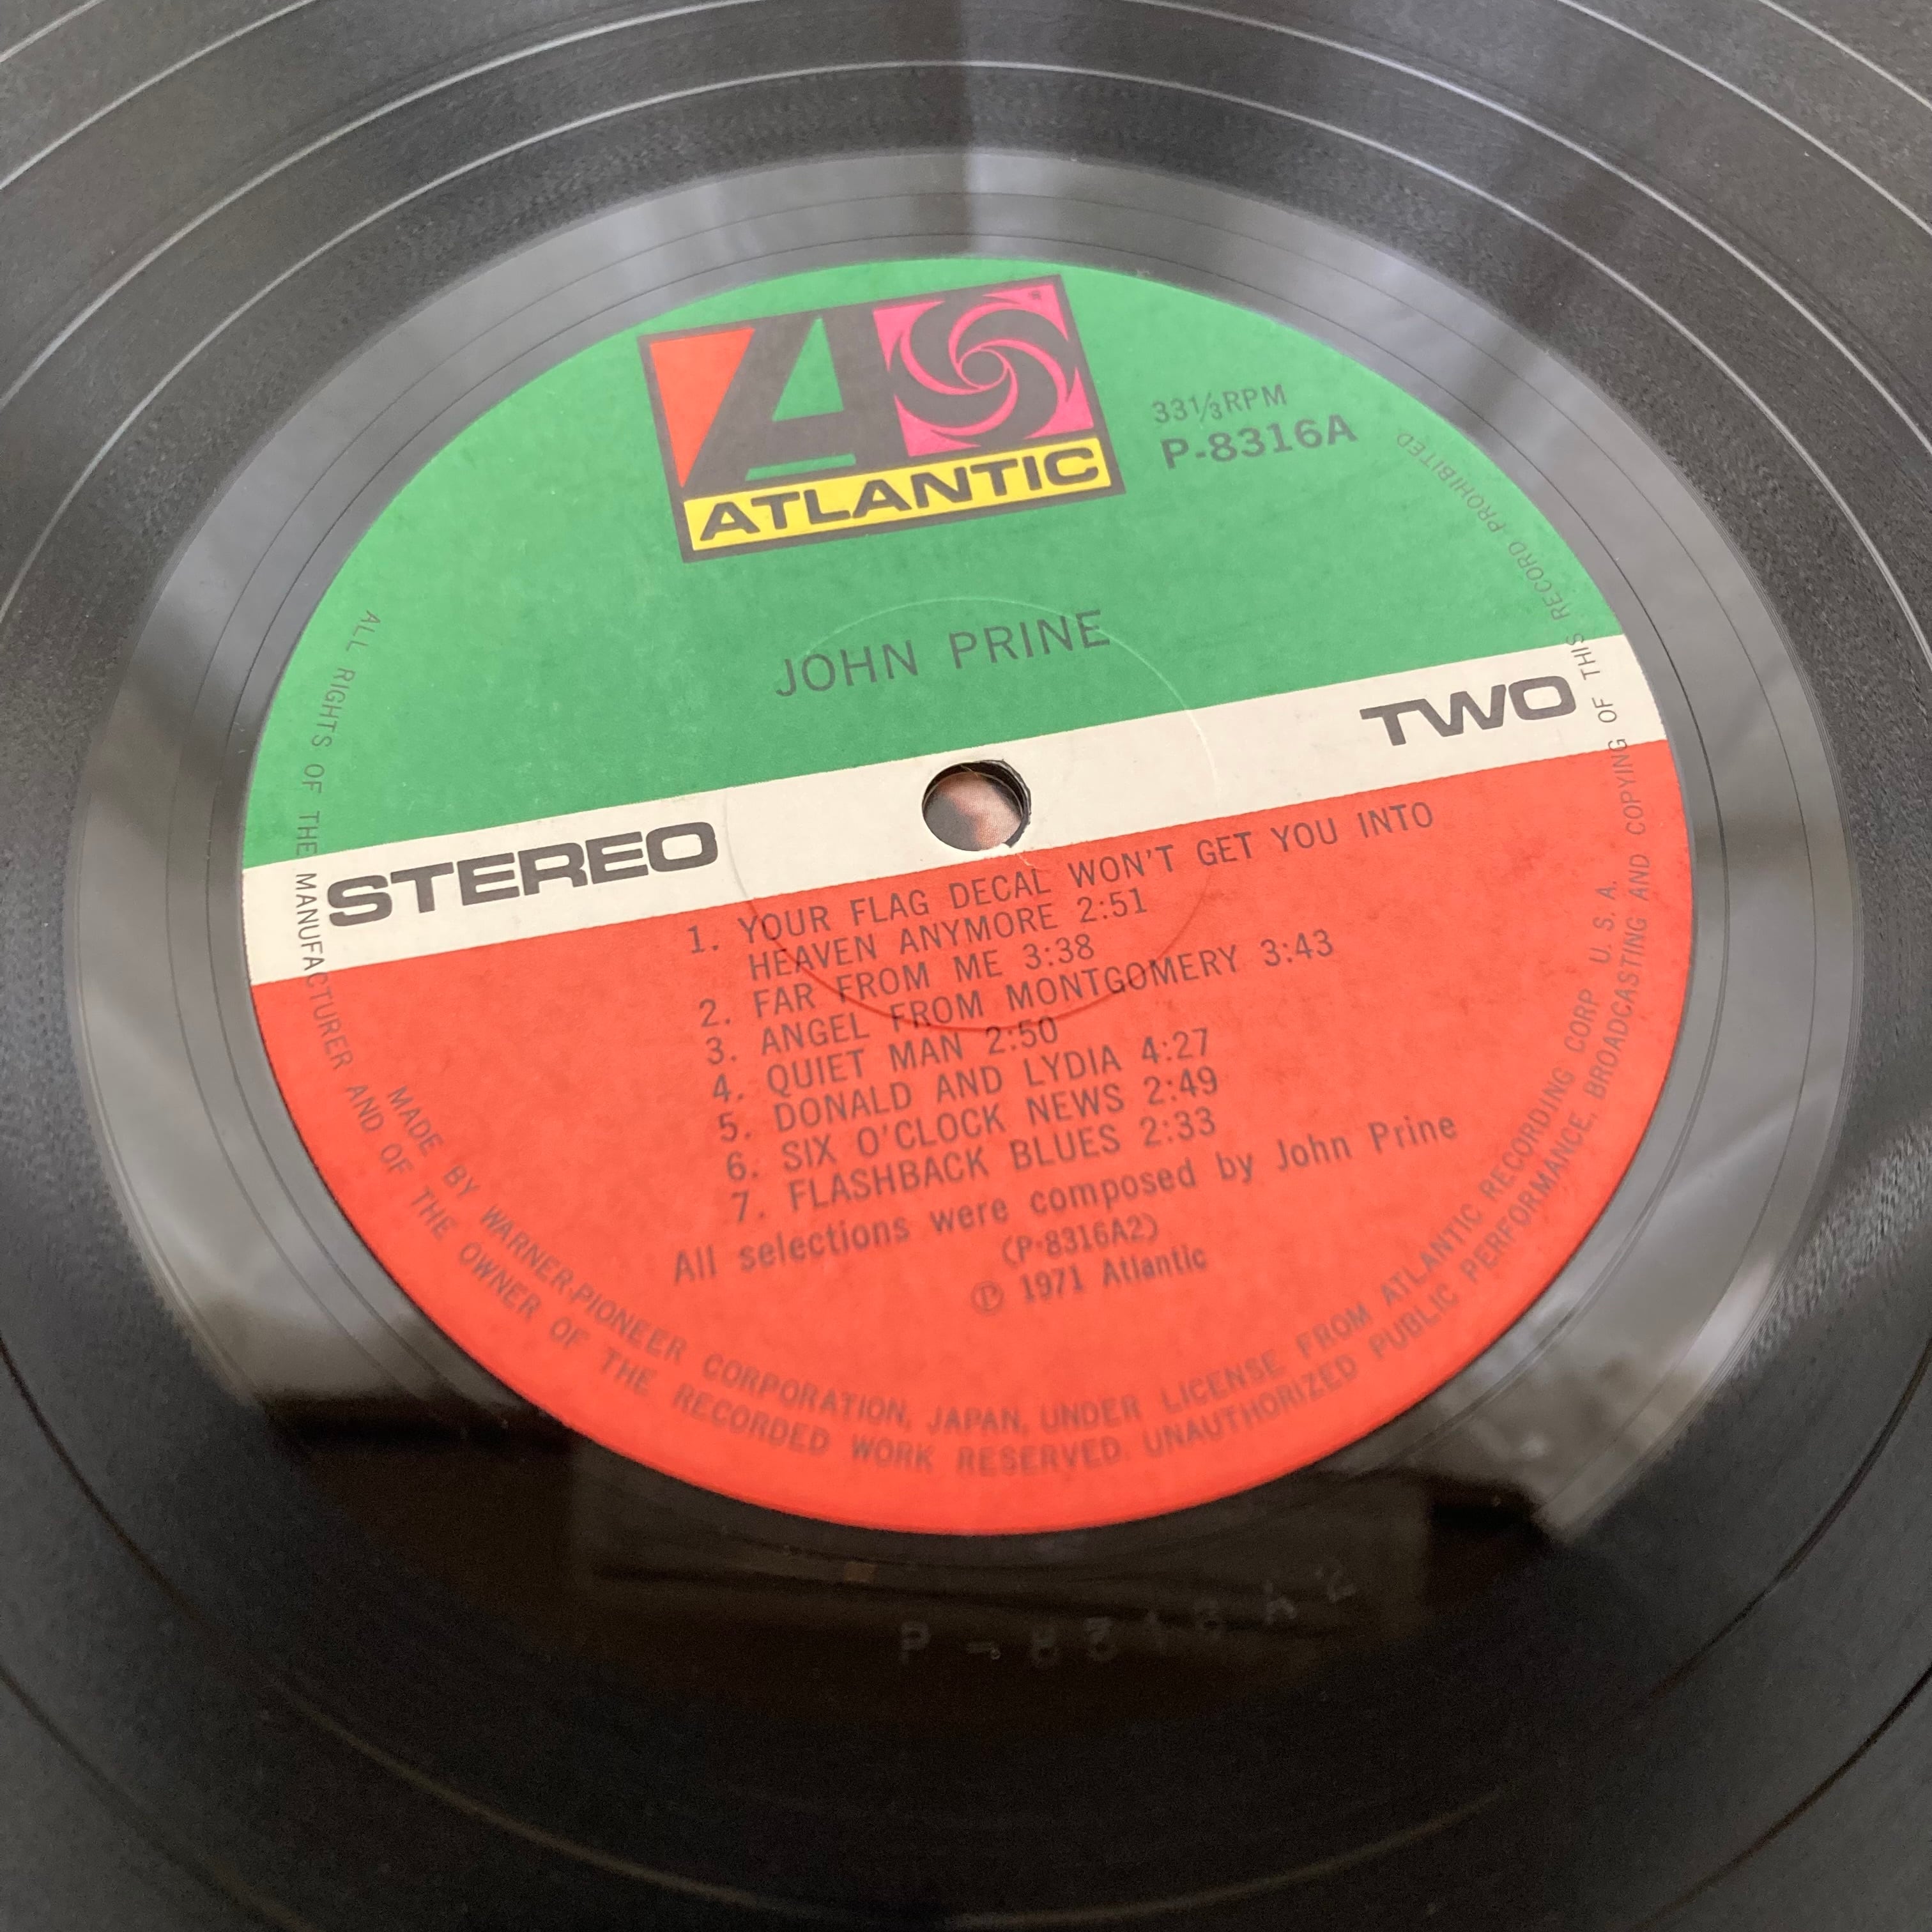 ATLANTIC
33⅓RPM
P-8316A
JOHN PRINE
STEREO
TWO
1. YOUR FLAG DECAL WON'T GET YOU INTO
HEAVEN ANYMORE 2:51
2. FAR FROM ME 3:38
3. ANGEL FROM MONTGOMERY 3:43
4. QUIET MAN 2:50
5. DONALD AND LYDIA 4:27
6. SIX O'CLOCK NEWS 2:49
7. FLASHBACK BLUES 2:33
All selections were composed by John Prine
(P-8316A2)
℗ 1971 Atlantic
MADE BY WARNER-PIONEER CORPORATION, JAPAN, UNDER LICENSE FROM ATLANTIC RECORDING CORP U. S. A.
ALL RIGHTS OF THE MANUFACTURER AND OF THE OWNER OF THE RECORDED WORK RESERVED. UNAUTHORIZED PUBLIC PERFORMANCE, BROADCASTING AND COPYING OF THIS RECORD PROHIBITED.
P-8316A2